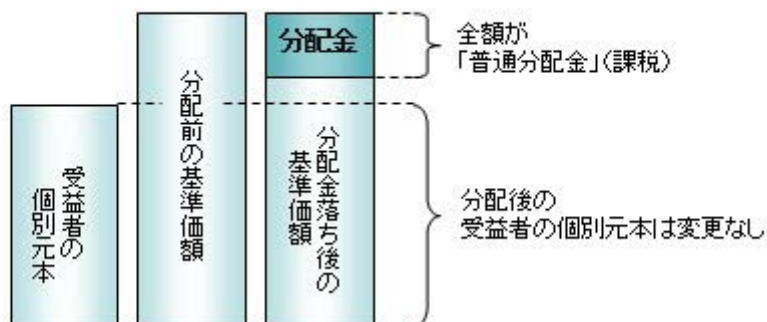 受益者の
個別元本
分配前の基準価額
分配金
分配金落ち後の
基準価額
全額が
「普通分配金」(課税)
分配後の
受益者の個別元本は変更なし